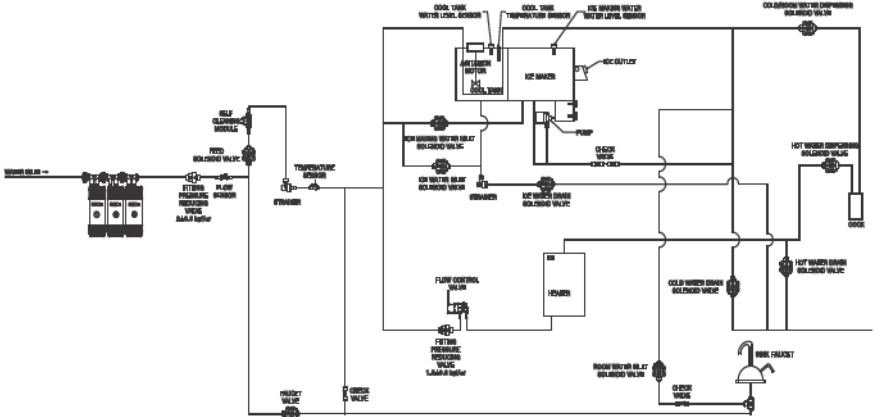 COOL TANK
WATER LEVEL SENSOR
COOL TANK
TEMPERATURE SENSOR
ICE MAKING WATER
WATER LEVEL SENSOR
COLD/ROOM WATER DISPENSING
SOLENOID VALVE
MOTOR
COOL TANK
ICE MAKER
ICE OUTLET
SELF
CLEANING
MODULE
FEED
SOLENOID VALVE
ICE MAKING WATER INLET
SOLENOID VALVE
PUMP
CHECK
VALVE
HOT WATER DISPENSING
SOLENOID VALVE
WATER INLET
TEMPERATURE
SENSOR
ICE WATER INLET
SOLENOID VALVE
FITTING
PRESSURE
REDUCING
VALVE
FLOW
SENSOR
STRAINER
STRAINER
ICE WATER DRAIN
SOLENOID VALVE
COCK
HOT WATER DRAIN
SOLENOID VALVE
FLOW CONTROL
VALVE
HEATER
COLD WATER DRAIN
SOLENOID VALVE
FITTING
PRESSURE
REDUCING
VALVE
SINK FAUCET
ROOM WATER INLET
SOLENOID VALVE
FAUCET
VALVE
CHECK
VALVE
CHECK
VALVE